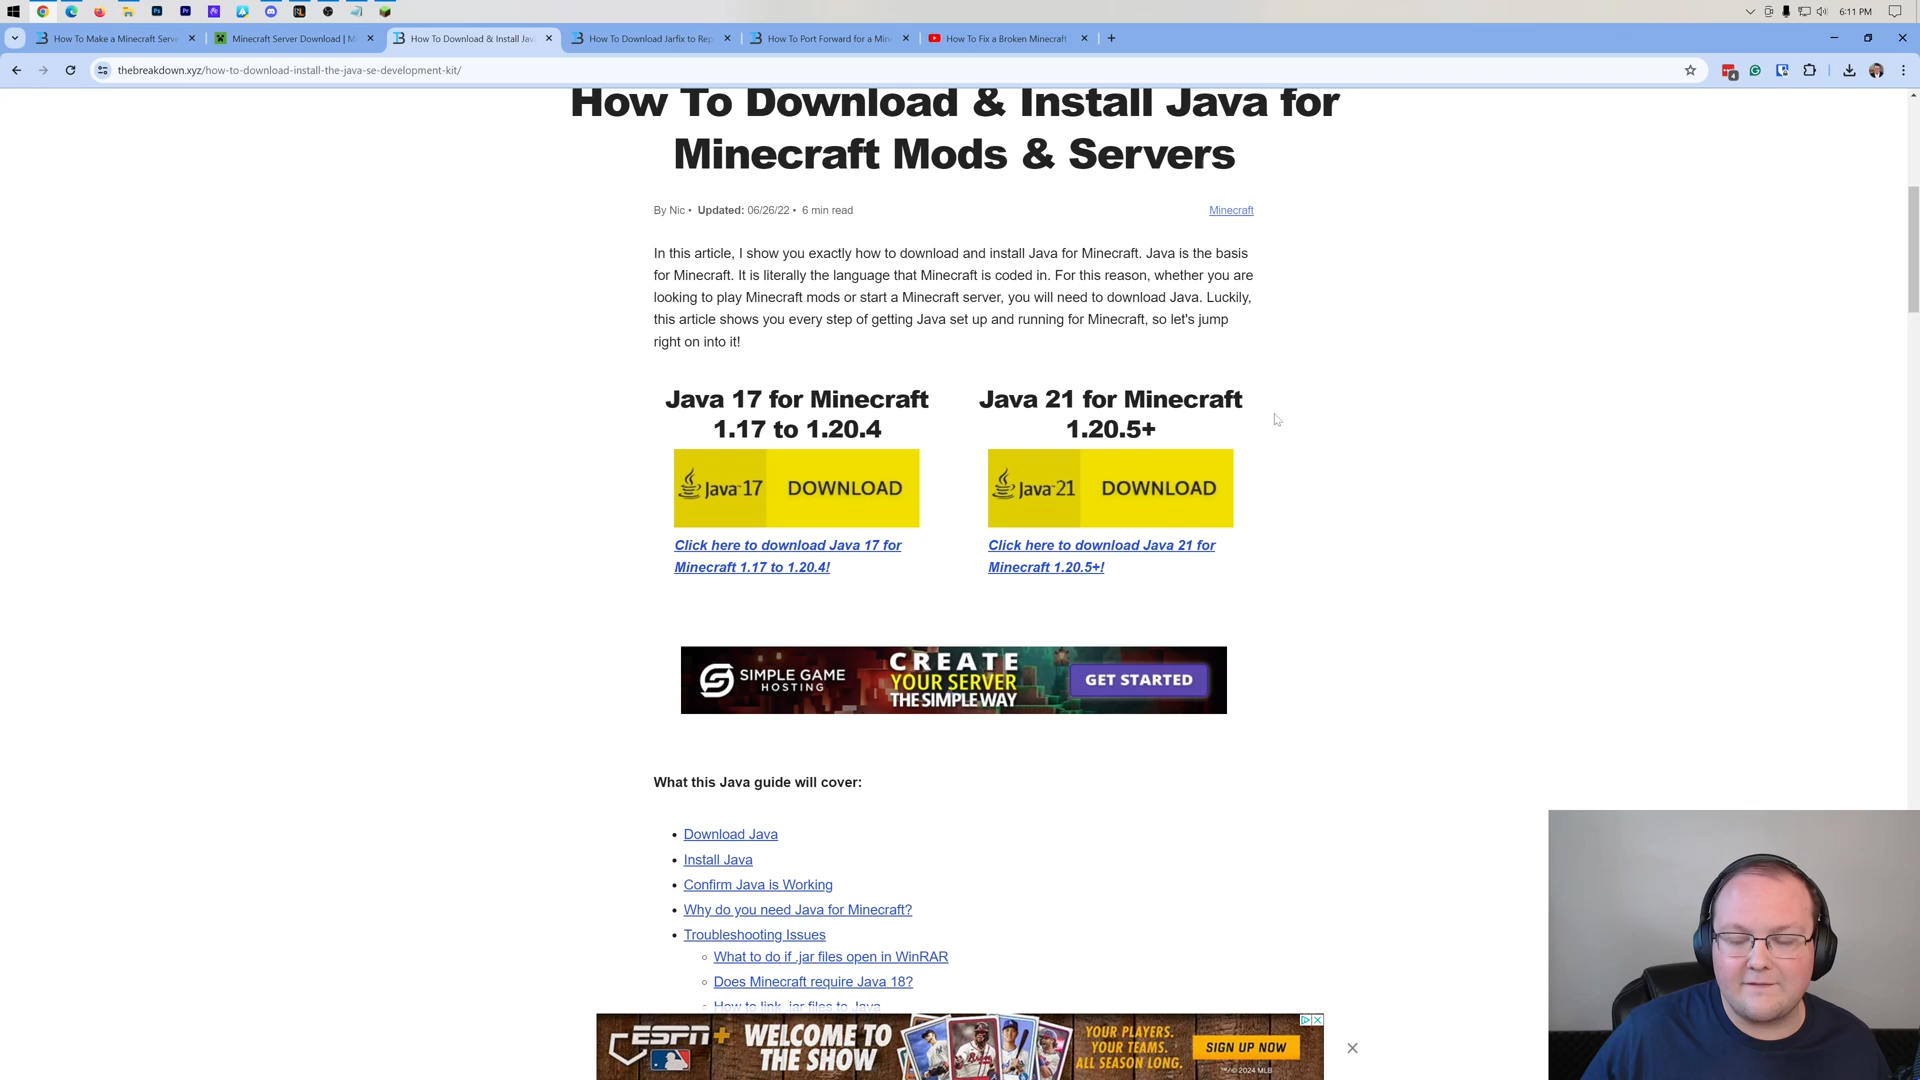 6:11 PM
How To Make a Minecraft Serve
Minecraft Server Download | M
How To Download & Install Jav
How To Download Jarfix to Rep
How To Port Forward for a Min
How To Fix a Broken Minecraft
thebreakdown.xyz/how-to-download-install-the-java-se-development-kit/
How To Download & Install Java for
Minecraft Mods & Servers
By Nic • Updated: 06/26/22 • 6 min read
Minecraft
In this article, I show you exactly how to download and install Java for Minecraft. Java is the basis
for Minecraft. It is literally the language that Minecraft is coded in. For this reason, whether you are
looking to play Minecraft mods or start a Minecraft server, you will need to download Java. Luckily,
this article shows you every step of getting Java set up and running for Minecraft, so let's jump
right on into it!
Java 17 for Minecraft
1.17 to 1.20.4
Java 17 DOWNLOAD
Click here to download Java 17 for
Minecraft 1.17 to 1.20.4!
Java 21 for Minecraft
1.20.5+
Java 21 DOWNLOAD
Click here to download Java 21 for
Minecraft 1.20.5+!
SIMPLE GAME
HOSTING
CREATE
YOUR SERVER
THE SIMPLE WAY
GET STARTED
What this Java guide will cover:
• Download Java
• Install Java
• Confirm Java is Working
• Why do you need Java for Minecraft?
• Troubleshooting Issues
What to do if .jar files open in WinRAR
Does Minecraft require Java 18?
How to link .jar files to Java
ESPN+
MLB
WELCOME TO
THE SHOW
YOUR PLAYERS.
YOUR TEAMS.
ALL SEASON LONG.
SIGN UP NOW
™/© 2024 MLB